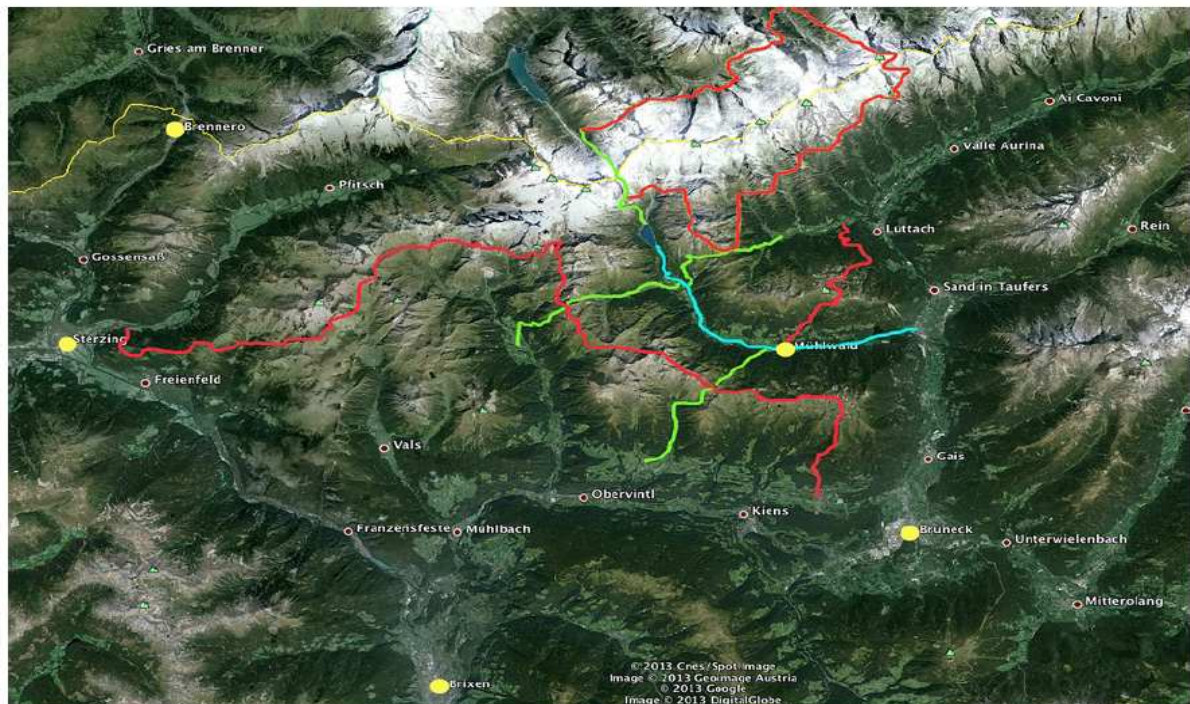 Gries am Brenner
Ai Cavoni
Brennero
Valle Aurina
Pfitsch
Rein
Luttach
Gossensaß
Sand in Taufers
Sterzing
Mühlwald
Freienfeld
Vals
Gais
Obervintl
Kiens
Franzensfeste
Mühlbach
Bruneck
Unterwielenbach
Mitterolang
Brixen
© 2013 Cnes/Spot Image
Image © 2013 GeoImage Austria
© 2013 Google
Image © 2013 DigitalGlobe